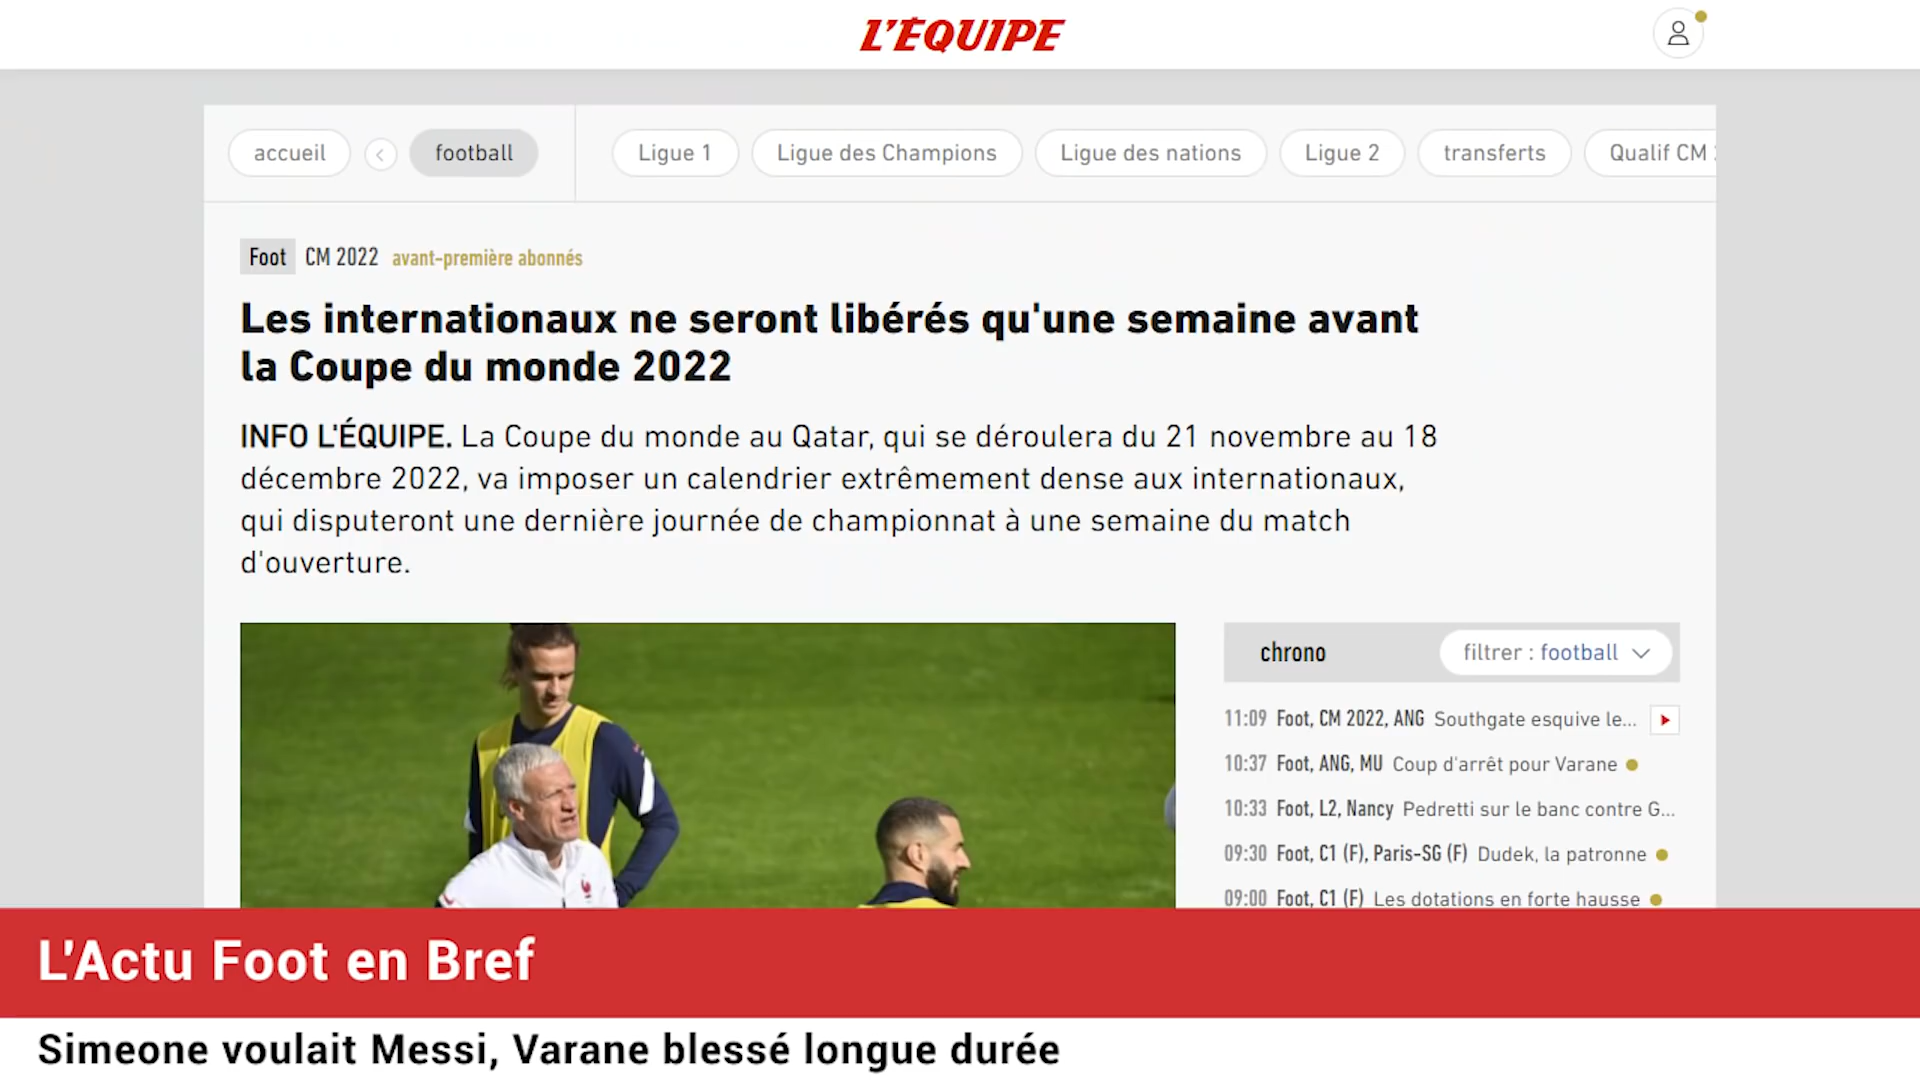 L'ÉQUIPE
accueil
football
Ligue 1
Ligue des Champions
Ligue des nations
Ligue 2
transferts
Qualif CM
Foot CM 2022 avant-première abonnés
Les internationaux ne seront libérés qu'une semaine avant
la Coupe du monde 2022
INFO L'ÉQUIPE. La Coupe du monde au Qatar, qui se déroulera du 21 novembre au 18
décembre 2022, va imposer un calendrier extrêmement dense aux internationaux,
qui disputeront une dernière journée de championnat à une semaine du match
d'ouverture.
chrono
filtrer : football
11:09 Foot, CM 2022, ANG Southgate esquive le...
10:37 Foot, ANG, MU Coup d'arrêt pour Varane
10:33 Foot, L2, Nancy Pedretti sur le banc contre G...
09:30 Foot, C1 (F), Paris-SG (F) Dudek, la patronne
09:00 Foot, C1 (F) Les dotations en forte hausse
L'Actu Foot en Bref
Simeone voulait Messi, Varane blessé longue durée